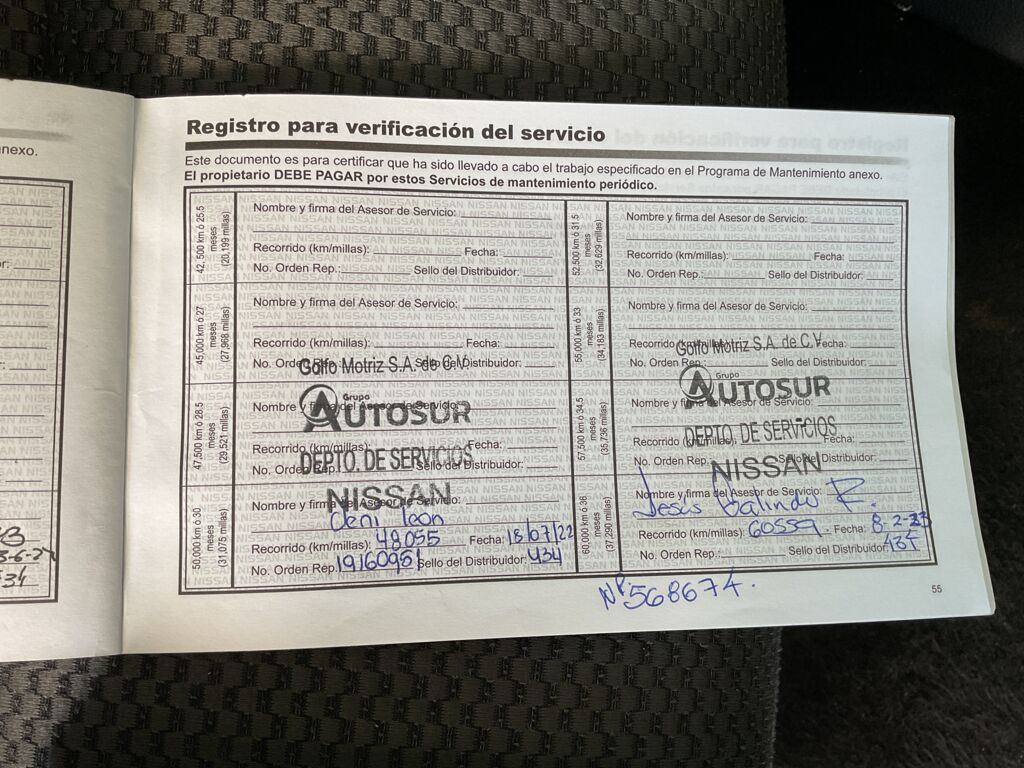 nexo.
Registro para verificación del servicio
Este documento es para certificar que ha sido llevado a cabo el trabajo especificado en el Programa de Mantenimiento anexo.
El propietario DEBE PAGAR por estos Servicios de mantenimiento periódico.
42,500 km ó 25.5
meses
(20,199 millas)
Nombre y firma del Asesor de Servicio:
Recorrido (km/millas): Fecha:
No. Orden Rep.: Sello del Distribuidor:
45,000 km ó 27
meses
(27,968 millas)
Nombre y firma del Asesor de Servicio:
Recorrido (km/millas): Fecha:
No. Orden Rep.: Sello del Distribuidor:
Golfo Motriz S.A. de C.V.
47,500 km ó 28.5
meses
(29,521 millas)
Nombre y firma del Asesor de Servicio:
Grupo
AUTOSUR
Recorrido (km/millas): Fecha:
No. Orden Rep.: Sello del Distribuidor:
DEPTO. DE SERVICIOS
NISSAN
50,000 km ó 30
meses
(31,075 millas)
Nombre y firma del Asesor de Servicio:
Deni leon
Recorrido (km/millas): 48055 Fecha: 18/07/22
No. Orden Rep. 19160951 Sello del Distribuidor: 434
52,500 km ó 31.5
meses
(32,629 millas)
Nombre y firma del Asesor de Servicio:
Recorrido (km/millas): Fecha:
No. Orden Rep.: Sello del Distribuidor:
55,000 km ó 33
meses
(34,183 millas)
Nombre y firma del Asesor de Servicio:
Recorrido (km/millas): Fecha:
No. Orden Rep.: Sello del Distribuidor:
Golfo Motriz S.A. de C.V.
57,500 km ó 34.5
meses
(35,736 millas)
Nombre y firma del Asesor de Servicio:
Grupo
AUTOSUR
Recorrido (km/millas): Fecha:
No. Orden Rep.: Sello del Distribuidor:
DEPTO. DE SERVICIOS
NISSAN
60,000 km ó 36
meses
(37,290 millas)
Nombre y firma del Asesor de Servicio:
Jesus Galindo R.
Recorrido (km/millas): 60559 Fecha: 8-2-23
No. Orden Rep.: Sello del Distribuidor: 434
568674.
55